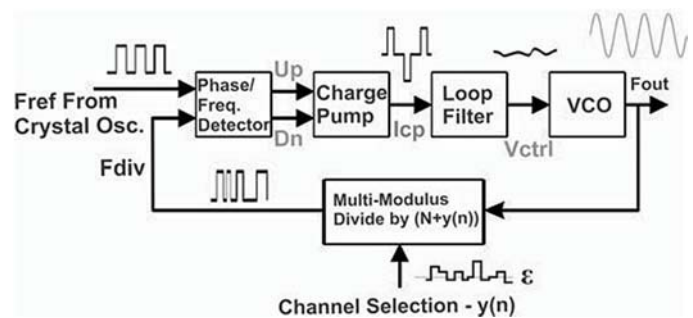 Fref From
Crystal Osc.
Phase/
Freq.
Detector
Up
Dn
Charge
Pump
Icp
Loop
Filter
Vctrl
VCO
Fout
Fdiv
Multi-Modulus
Divide by (N+y(n))
ε
Channel Selection - y(n)